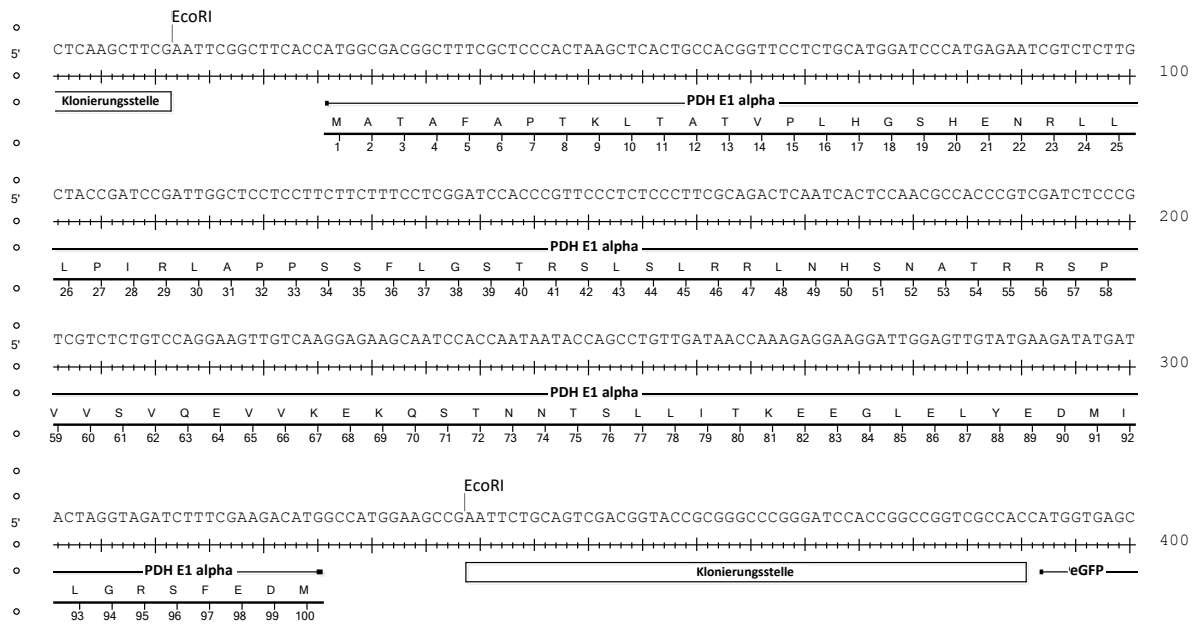 EcoRI
5' CTCAAGCTTCGAATTCGGCTTCACCATGGCGACGGCTTTCGCTCCCACTAAGCTCACTGCCACGGTTCCTCTGCATGGATCCCATGAGAATCGTCTCTTG
100
Klonierungsstelle PDH E1 alpha
M A T A F A P T K L T A T V P L H G S H E N R L L
1 2 3 4 5 6 7 8 9 10 11 12 13 14 15 16 17 18 19 20 21 22 23 24 25
5' CTACCGATCCGATTGGCTCCTCCTTCTTCTTTCCTCGGATCCACCCGTTCCCTCTCCCTTCGCAGACTCAATCACTCCAACGCCACCCGTCGATCTCCCG
200
PDH E1 alpha
L P I R L A P P S S F L G S T R S L S L R R L N H S N A T R R S P
26 27 28 29 30 31 32 33 34 35 36 37 38 39 40 41 42 43 44 45 46 47 48 49 50 51 52 53 54 55 56 57 58
5' TCGTCTCTGTCCAGGAAGTTGTCAAGGAGAAGCAATCCACCAATAATACCAGCCTGTTGATAACCAAAGAGGAAGGATTGGAGTTGTATGAAGATATGAT
300
PDH E1 alpha
V V S V Q E V V K E K Q S T N N T S L L I T K E E G L E L Y E D M I
59 60 61 62 63 64 65 66 67 68 69 70 71 72 73 74 75 76 77 78 79 80 81 82 83 84 85 86 87 88 89 90 91 92
EcoRI
5' ACTAGGTAGATCTTTCGAAGACATGGCCATGGAAGCCGAATTCTGCAGTCGACGGTACCGCGGGCCCGGGATCCACCGGCCGGTCGCCACCATGGTGAGC
400
PDH E1 alpha Klonierungsstelle eGFP
L G R S F E D M
93 94 95 96 97 98 99 100